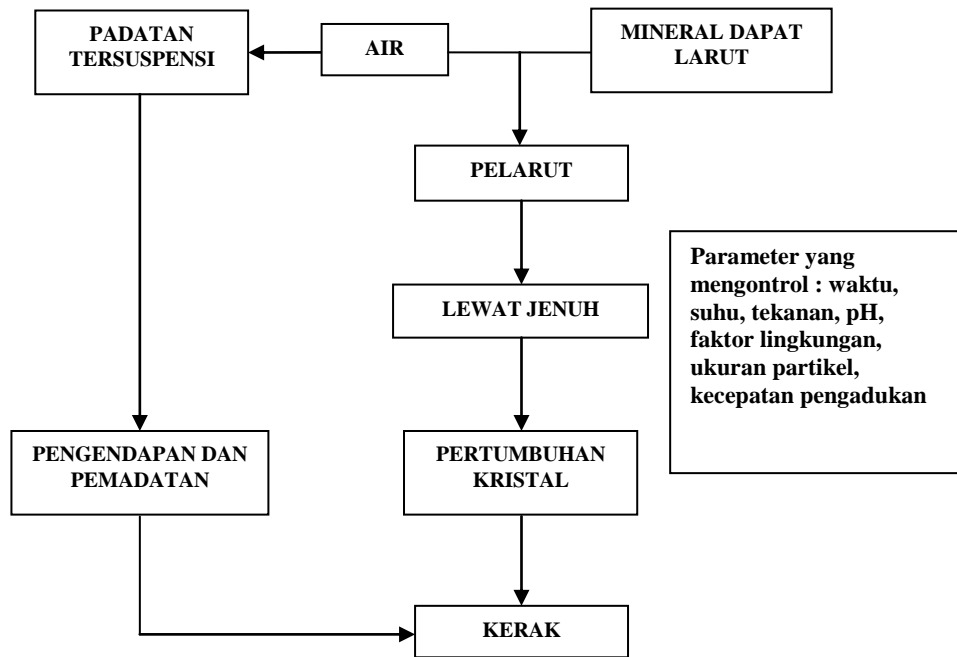 PADATAN
TERSUSPENSI
AIR
MINERAL DAPAT
LARUT
PELARUT
LEWAT JENUH
Parameter yang
mengontrol : waktu,
suhu, tekanan, pH,
faktor lingkungan,
ukuran partikel,
kecepatan pengadukan
PENGENDAPAN DAN
PEMADATAN
PERTUMBUHAN
KRISTAL
KERAK